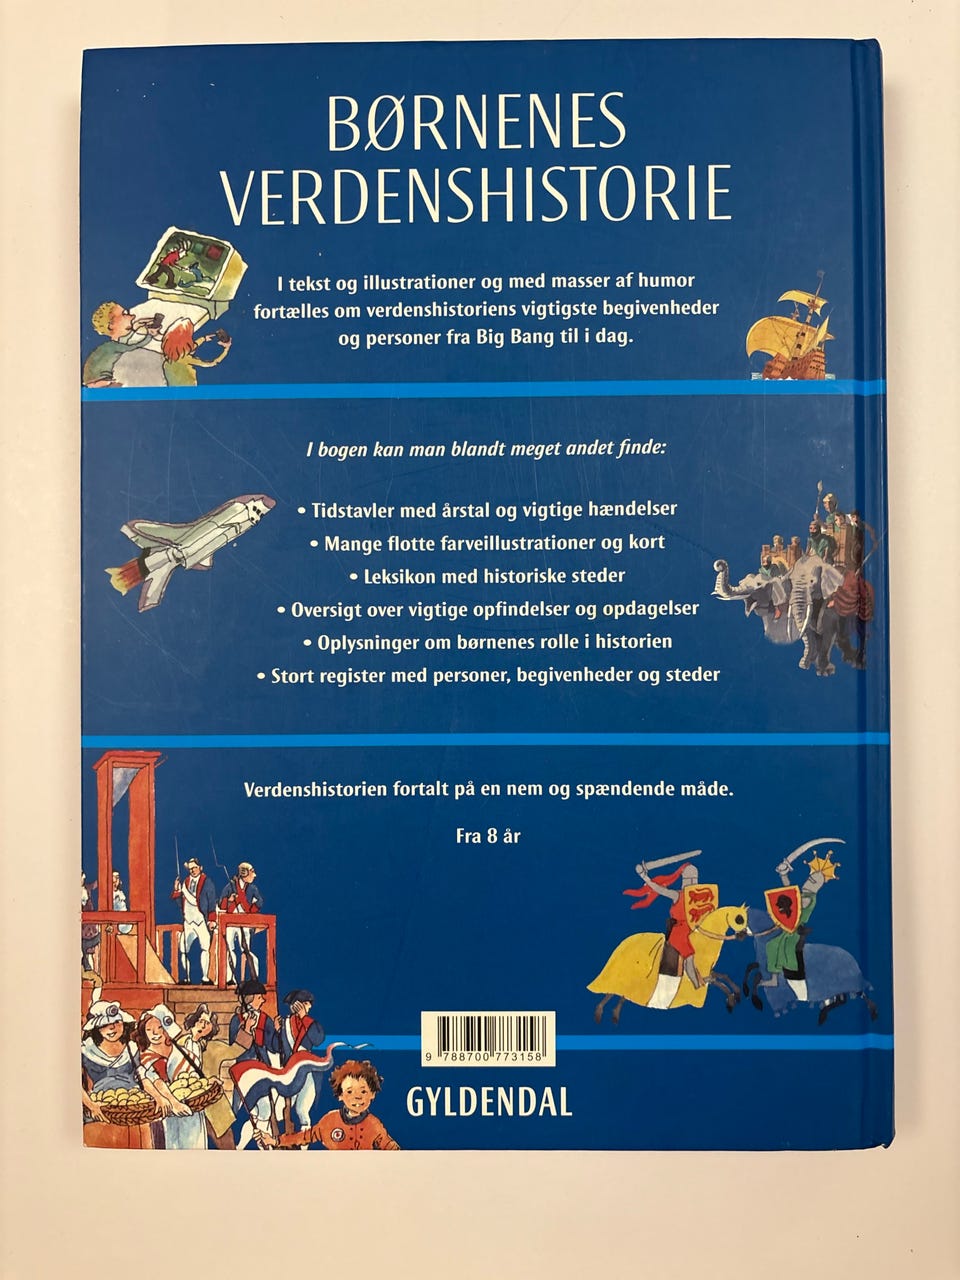 BØRNENES
VERDENSHISTORIE
I tekst og illustrationer og med masser af humor
fortælles om verdenshistoriens vigtigste begivenheder
og personer fra Big Bang til i dag.
I bogen kan man blandt meget andet finde:
• Tidstavler med årstal og vigtige hændelser
• Mange flotte farveillustrationer og kort
• Leksikon med historiske steder
• Oversigt over vigtige opfindelser og opdagelser
• Oplysninger om børnenes rolle i historien
• Stort register med personer, begivenheder og steder
Verdenshistorien fortalt på en nem og spændende måde.
Fra 8 år
9 788700 773158
GYLDENDAL